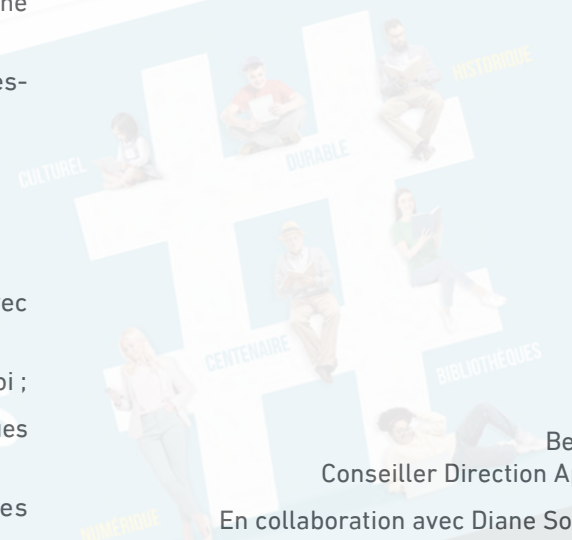 ne
es-
CULTUREL
DURABLE
HISTORIQUE
ec
CENTENAIRE
BIBLIOTHÈQUES
oi ;
es
Be
Conseiller Direction A
es
NUMÉRIQUE
En collaboration avec Diane So